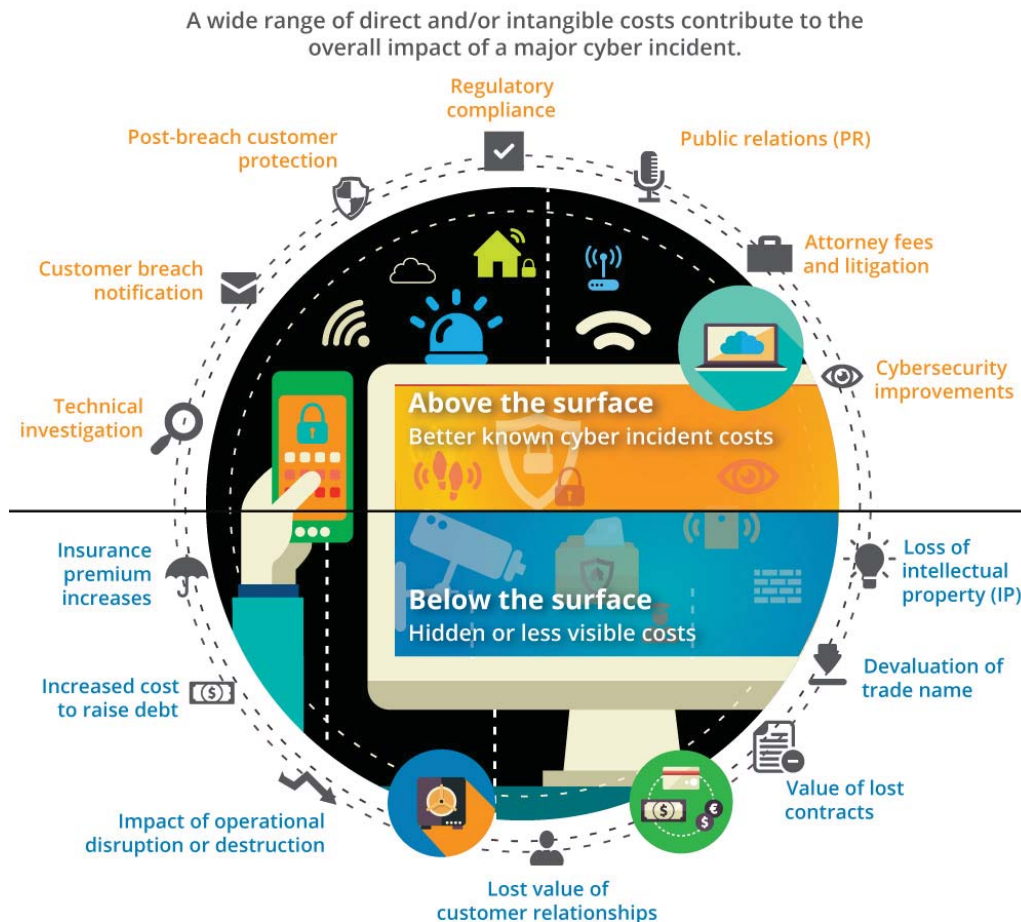 A wide range of direct and/or intangible costs contribute to the
overall impact of a major cyber incident.
Regulatory
compliance
Post-breach customer
protection
Public relations (PR)
Customer breach
notification
Attorney fees
and litigation
Technical
investigation
Cybersecurity
improvements
Above the surface
Better known cyber incident costs
Below the surface
Hidden or less visible costs
Insurance
premium
increases
Loss of
intellectual
property (IP)
Increased cost
to raise debt
Devaluation of
trade name
Impact of operational
disruption or destruction
Value of lost
contracts
Lost value of
customer relationships